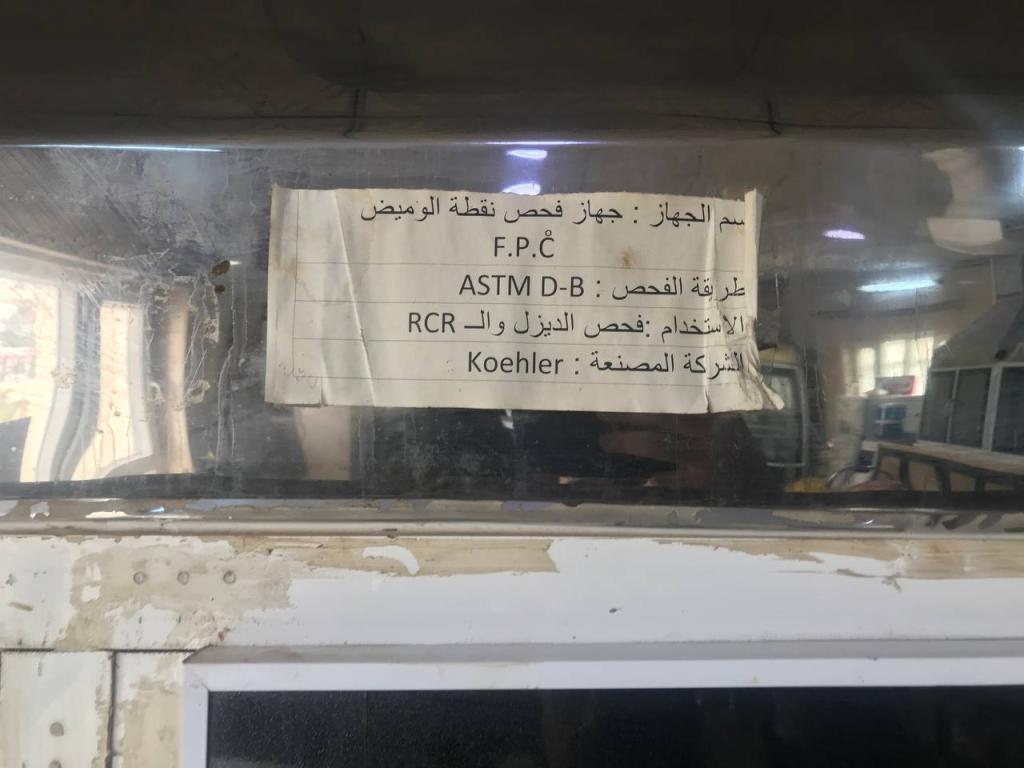 سم الجهاز : جهاز فحص نقطة الوميض
F.P.C̊
طريقة الفحص : ASTM D-B
الاستخدام :فحص الديزل والـ RCR
الشركة المصنعة : Koehler